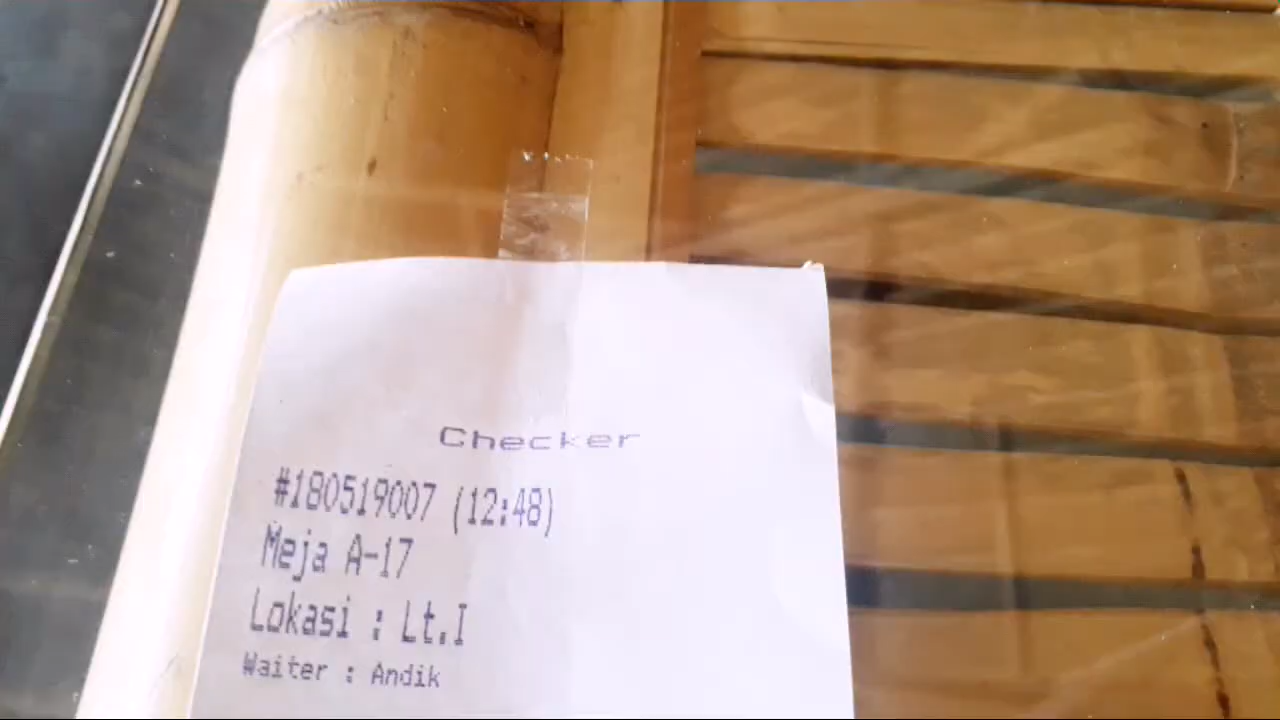 Checker
#180519007 (12:48)
Meja A-17
Lokasi : Lt.I
Waiter : Andik